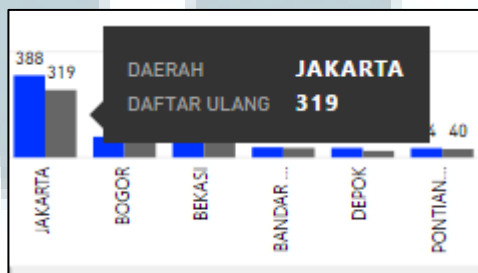 388
319
DAERAH JAKARTA
DAFTAR ULANG 319
4 40
JAKARTA
BOGOR
BEKASI
BANDAR ...
DEPOK
PONTIAN...